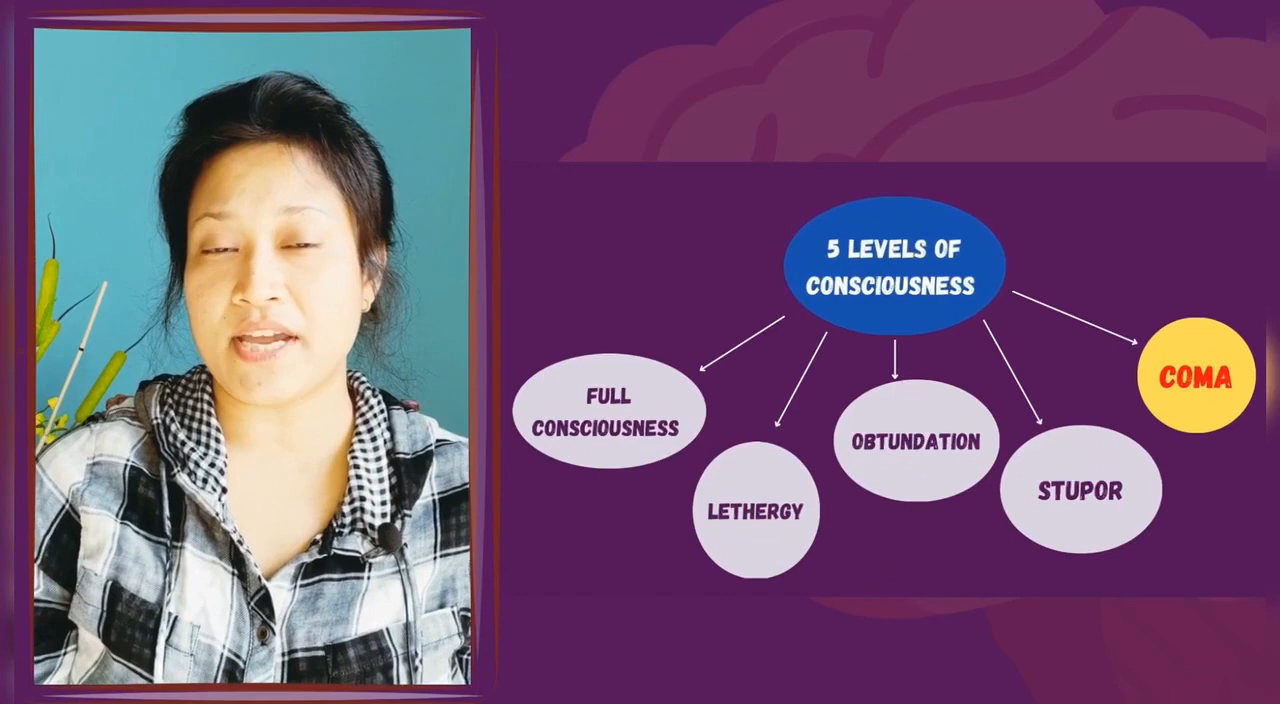 5 LEVELS OF
CONSCIOUSNESS
FULL
CONSCIOUSNESS
LETHERGY
OBTUNDATION
STUPOR
COMA